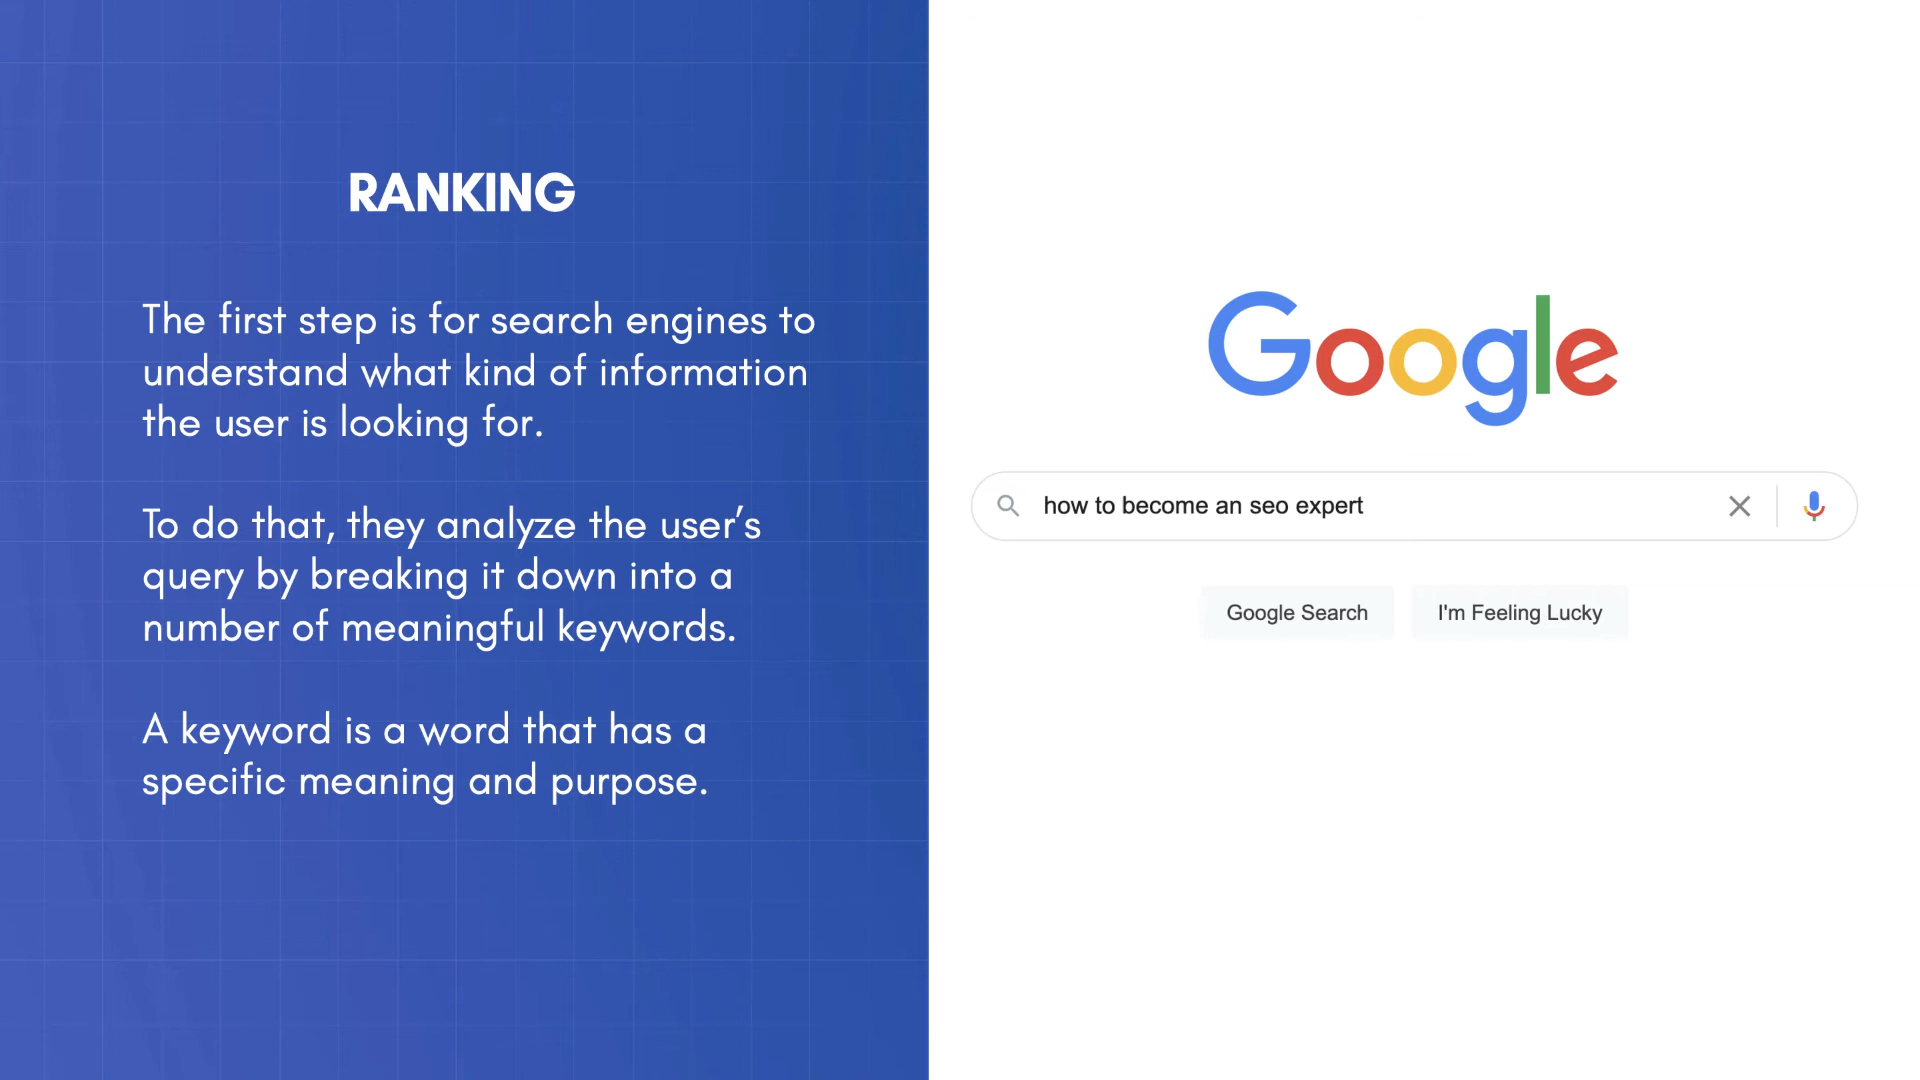 RANKING
The first step is for search engines to
understand what kind of information
the user is looking for.
To do that, they analyze the user’s
query by breaking it down into a
number of meaningful keywords.
A keyword is a word that has a
specific meaning and purpose.
Google
how to become an seo expert
Google Search
I'm Feeling Lucky